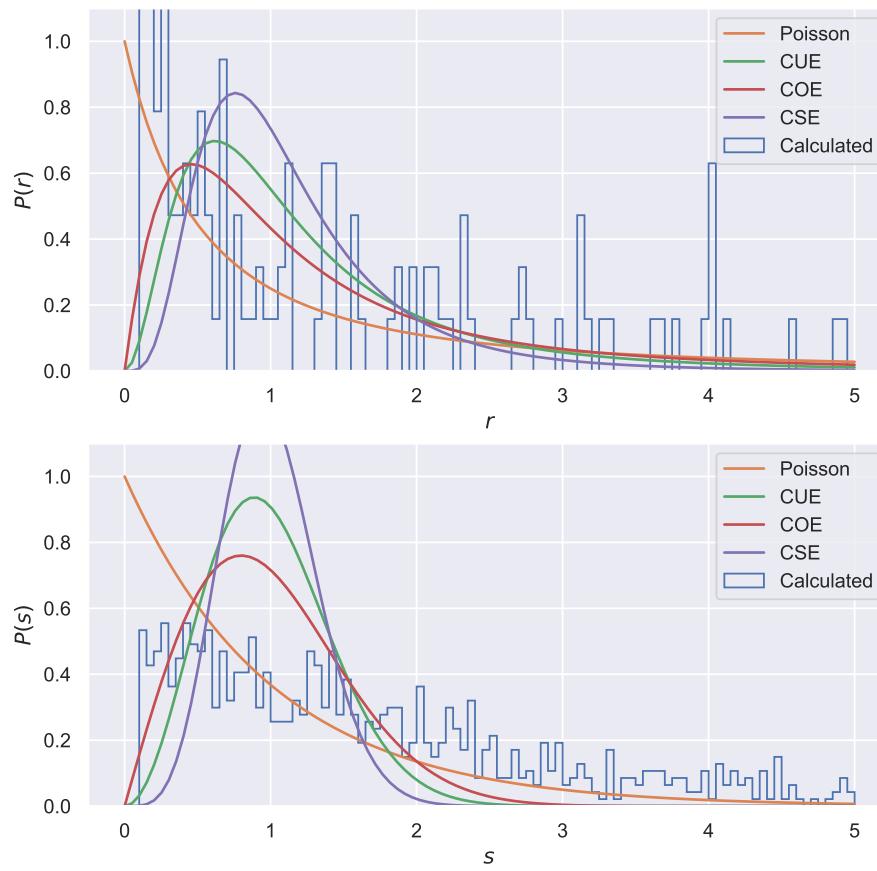 1.0
0.8
0.6
0.4
0.2
0.0
P(r)
0 1 2 3 4 5
r
Poisson
CUE
COE
CSE
Calculated
1.0
0.8
0.6
0.4
0.2
0.0
P(s)
0 1 2 3 4 5
s
Poisson
CUE
COE
CSE
Calculated